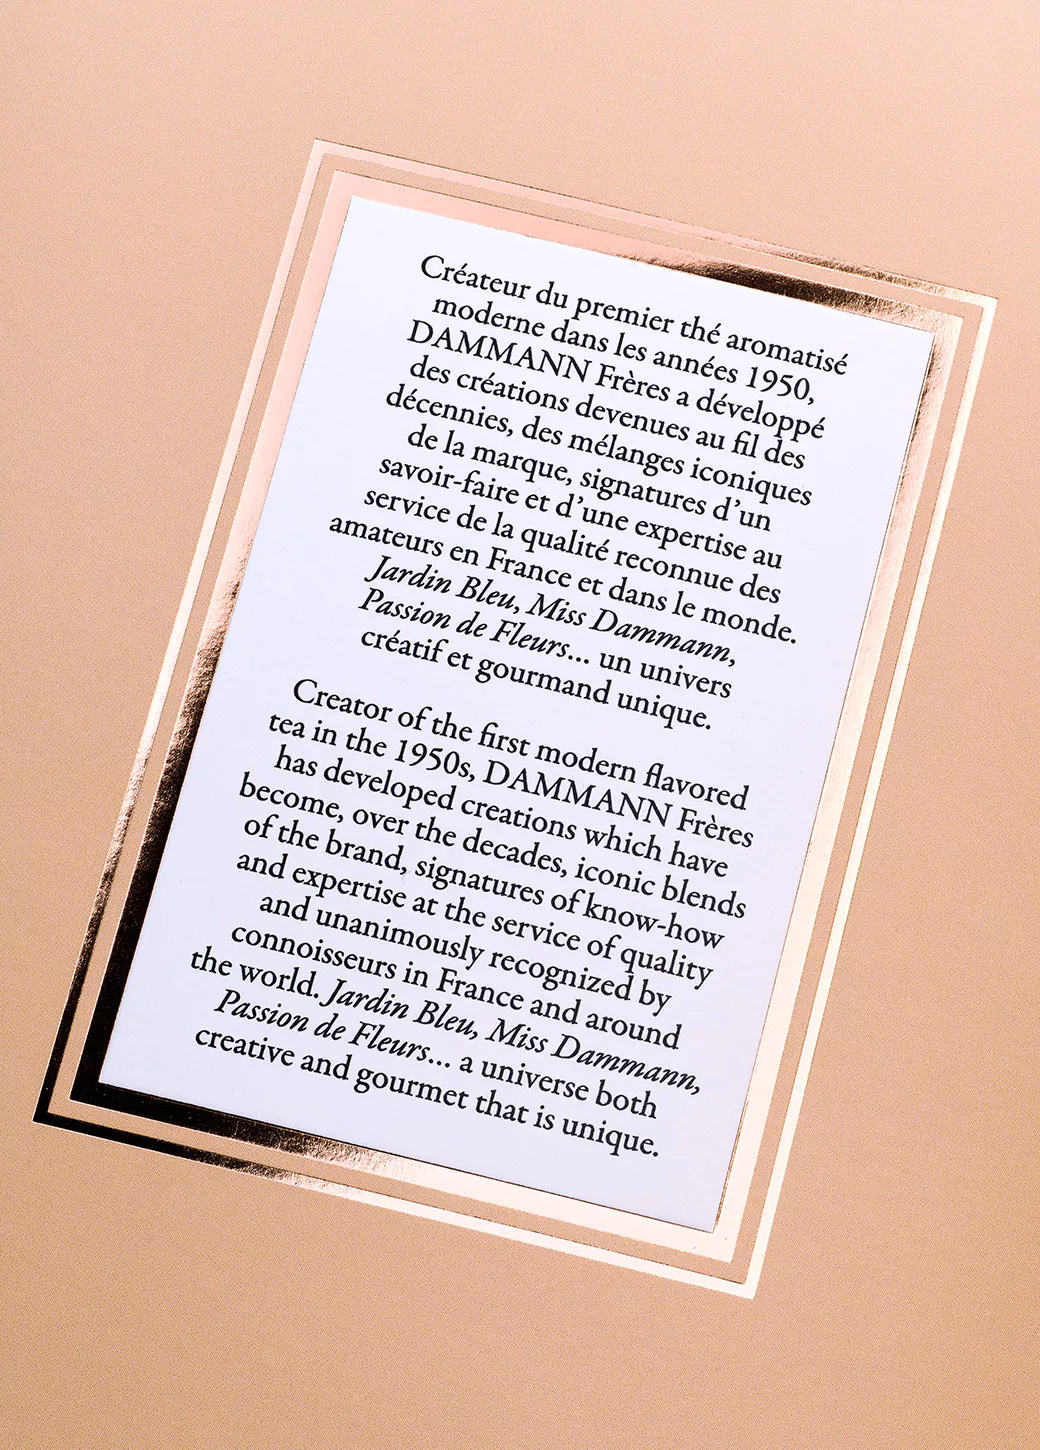 Créateur du premier thé aromatisé
moderne dans les années 1950,
DAMMANN Frères a développé
des créations devenues au fil des
décennies, des mélanges iconiques
de la marque, signatures d’un
savoir-faire et d’une expertise au
service de la qualité reconnue des
amateurs en France et dans le monde.
Jardin Bleu, Miss Dammann,
Passion de Fleurs... un univers
créatif et gourmand unique.
Creator of the first modern flavored
tea in the 1950s, DAMMANN Frères
has developed creations which have
become, over the decades, iconic blends
of the brand, signatures of know-how
and expertise at the service of quality
and unanimously recognized by
connoisseurs in France and around
the world. Jardin Bleu, Miss Dammann,
Passion de Fleurs... a universe both
creative and gourmet that is unique.